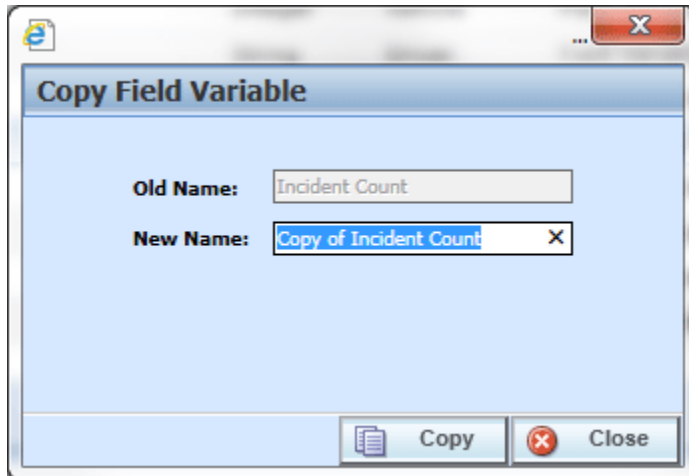 ...
Copy Field Variable
Old Name: Incident Count
New Name: Copy of Incident Count
Copy Close